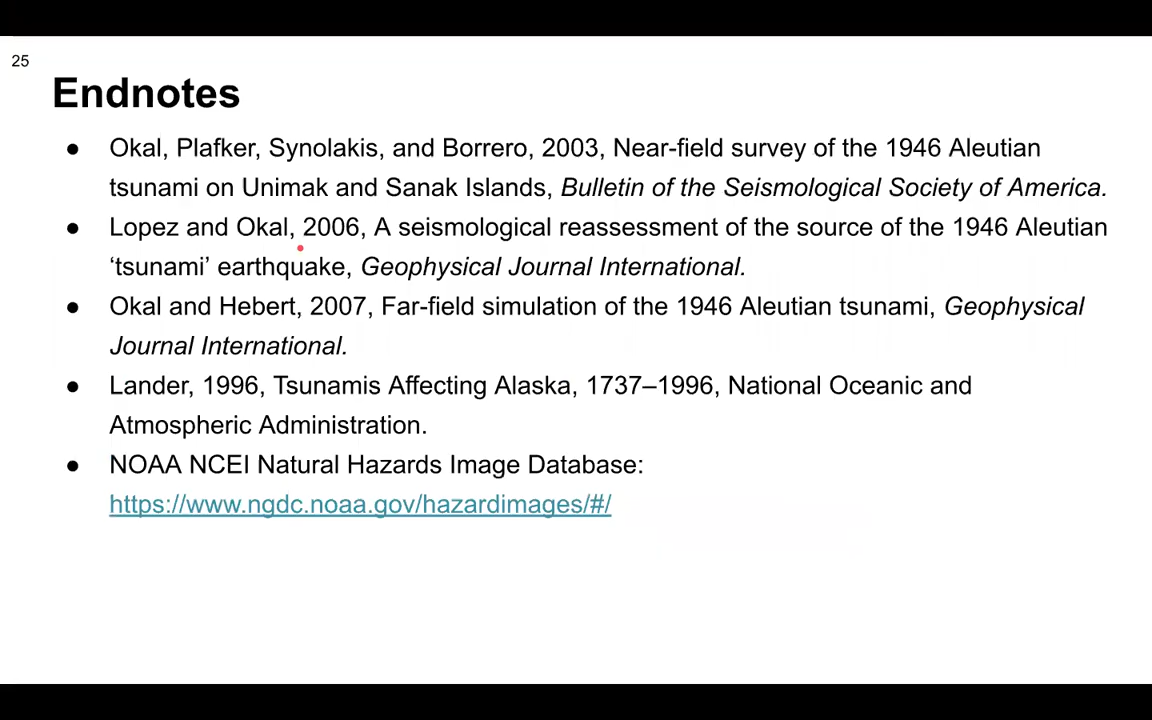 25
Endnotes
● Okal, Plafker, Synolakis, and Borrero, 2003, Near-field survey of the 1946 Aleutian
tsunami on Unimak and Sanak Islands, Bulletin of the Seismological Society of America.
● Lopez and Okal, 2006, A seismological reassessment of the source of the 1946 Aleutian
‘tsunami’ earthquake, Geophysical Journal International.
● Okal and Hebert, 2007, Far-field simulation of the 1946 Aleutian tsunami, Geophysical
Journal International.
● Lander, 1996, Tsunamis Affecting Alaska, 1737–1996, National Oceanic and
Atmospheric Administration.
● NOAA NCEI Natural Hazards Image Database:
https://www.ngdc.noaa.gov/hazardimages/#/